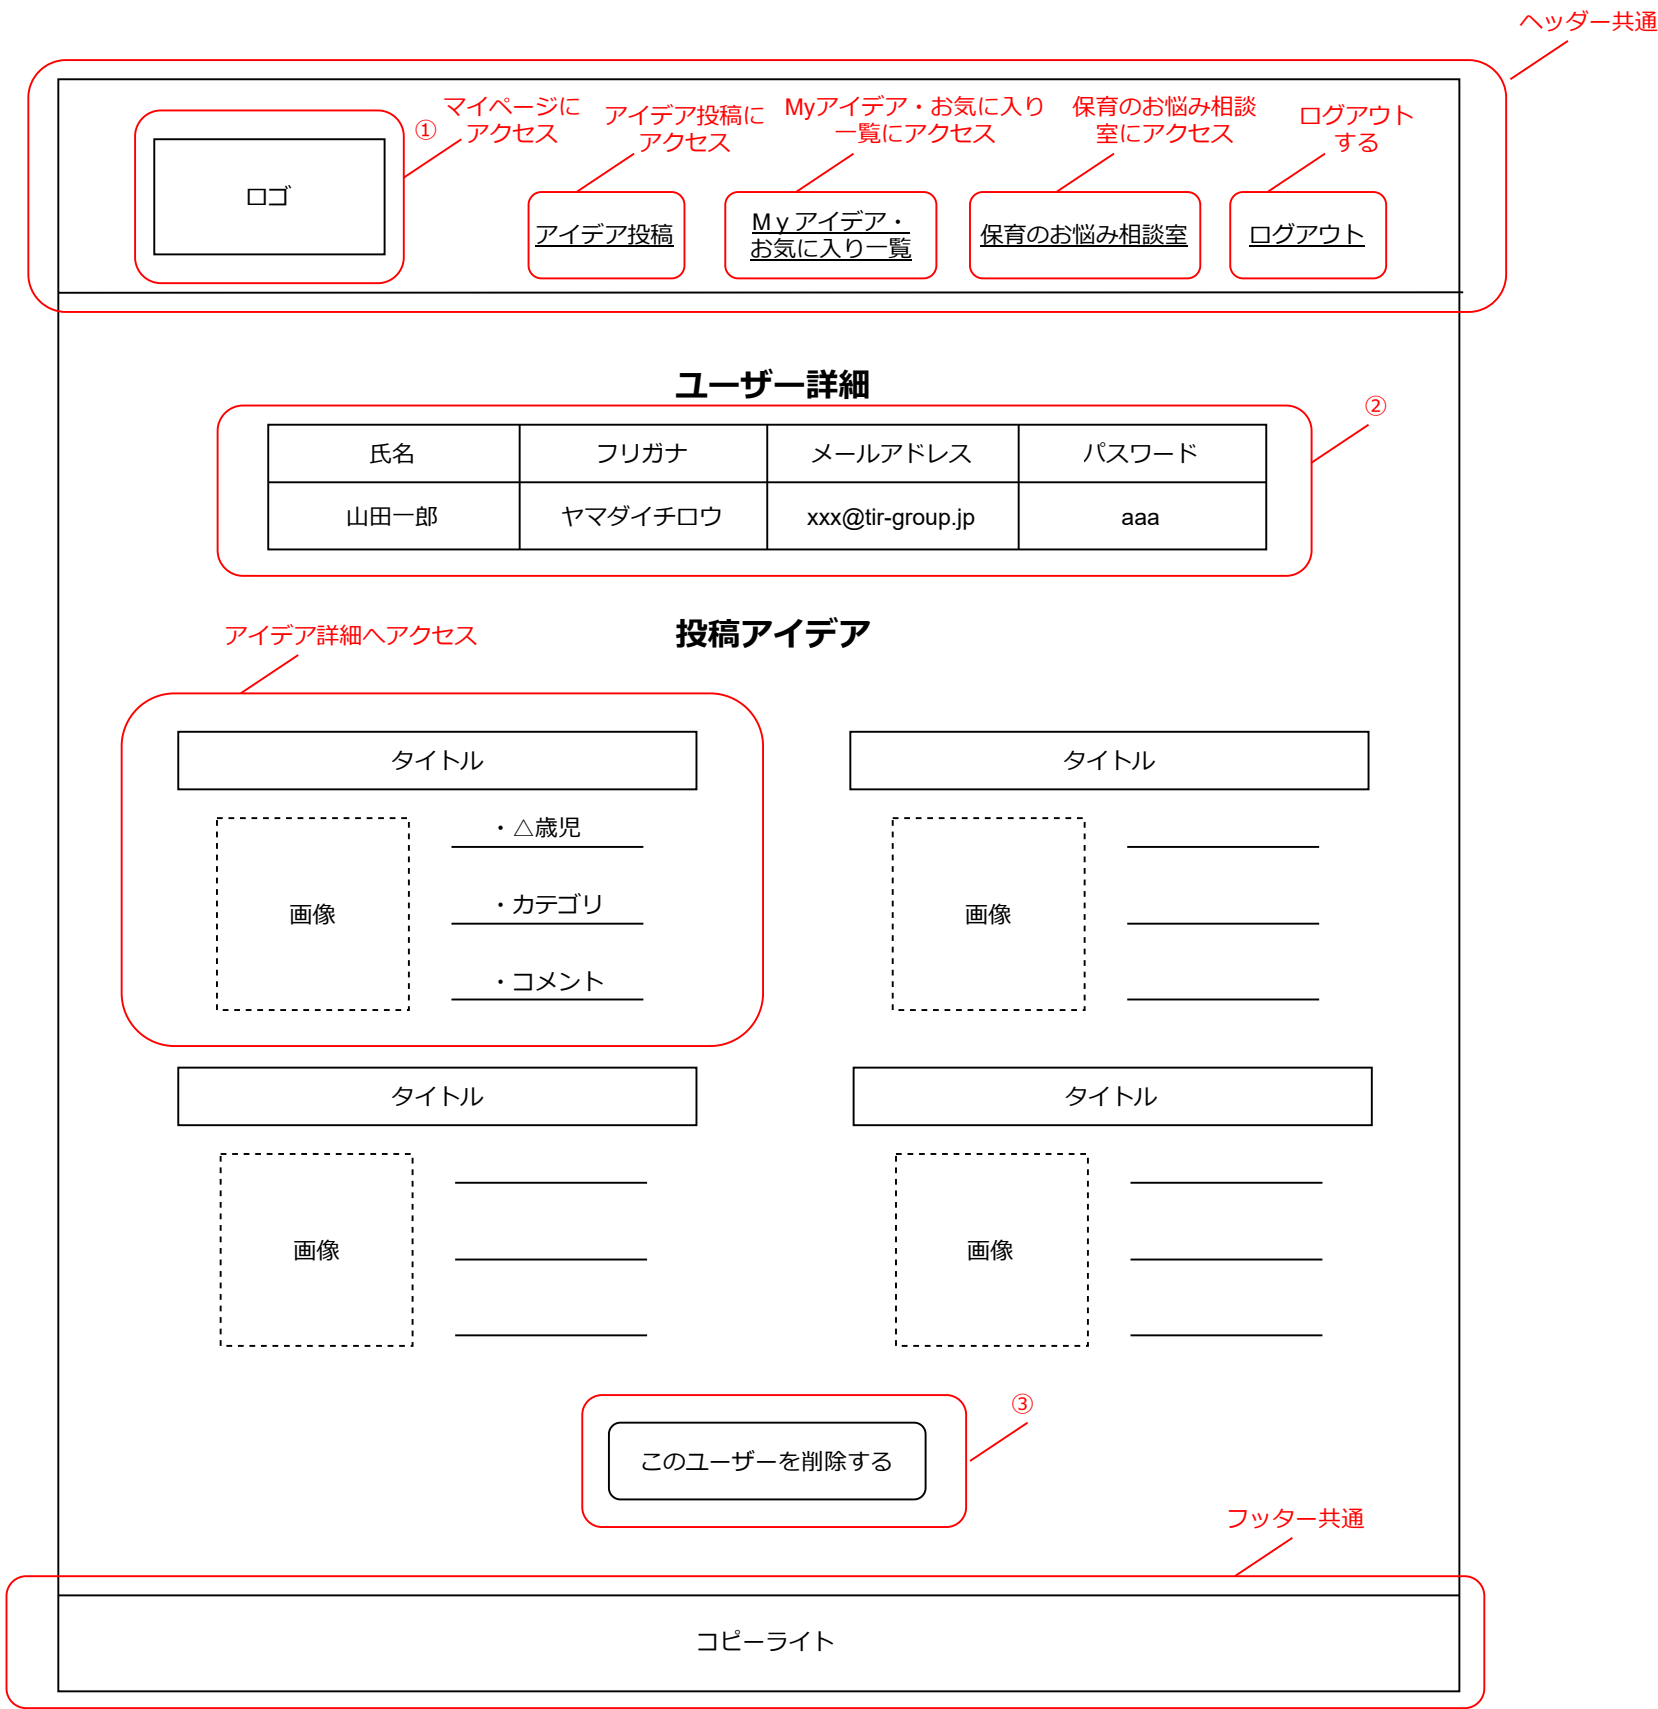 ヘッダー共通
①
マイページに
アクセス
アイデア投稿に
アクセス
Myアイデア・お気に入り
一覧にアクセス
保育のお悩み相談
室にアクセス
ログアウト
する
ロゴ
アイデア投稿
Ｍｙアイデア・
お気に入り一覧
保育のお悩み相談室
ログアウト
ユーザー詳細
②
氏名
フリガナ
メールアドレス
パスワード
山田一郎
ヤマダイチロウ
xxx@tir-group.jp
aaa
投稿アイデア
アイデア詳細へアクセス
タイトル
画像
・△歳児
・カテゴリ
・コメント
タイトル
画像
タイトル
画像
タイトル
画像
③
このユーザーを削除する
フッター共通
コピーライト